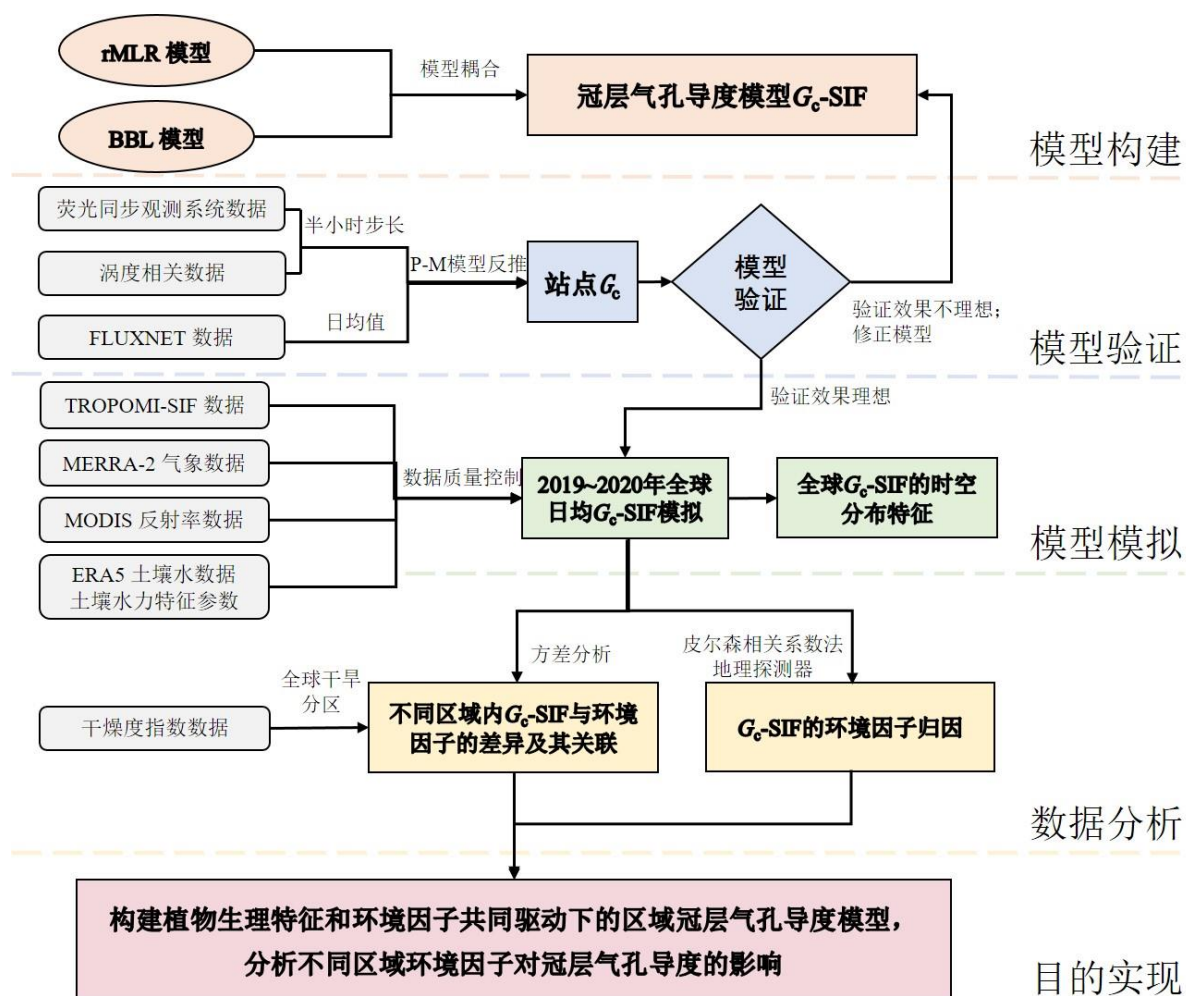 rMLR 模型
BBL 模型
模型耦合
冠层气孔导度模型Gc-SIF
模型构建
荧光同步观测系统数据
涡度相关数据
FLUXNET 数据
半小时步长
日均值
P-M模型反推
站点Gc
模型
验证
验证效果不理想;
修正模型
模型验证
验证效果理想
TROPOMI-SIF 数据
MERRA-2 气象数据
MODIS 反射率数据
ERA5 土壤水数据
土壤水力特征参数
数据质量控制
2019~2020年全球
日均Gc-SIF模拟
全球Gc-SIF的时空
分布特征
模型模拟
方差分析
皮尔森相关系数法
地理探测器
干燥度指数数据
全球干旱
分区
不同区域内Gc-SIF与环境
因子的差异及其关联
Gc-SIF的环境因子归因
数据分析
构建植物生理特征和环境因子共同驱动下的区域冠层气孔导度模型，
分析不同区域环境因子对冠层气孔导度的影响
目的实现